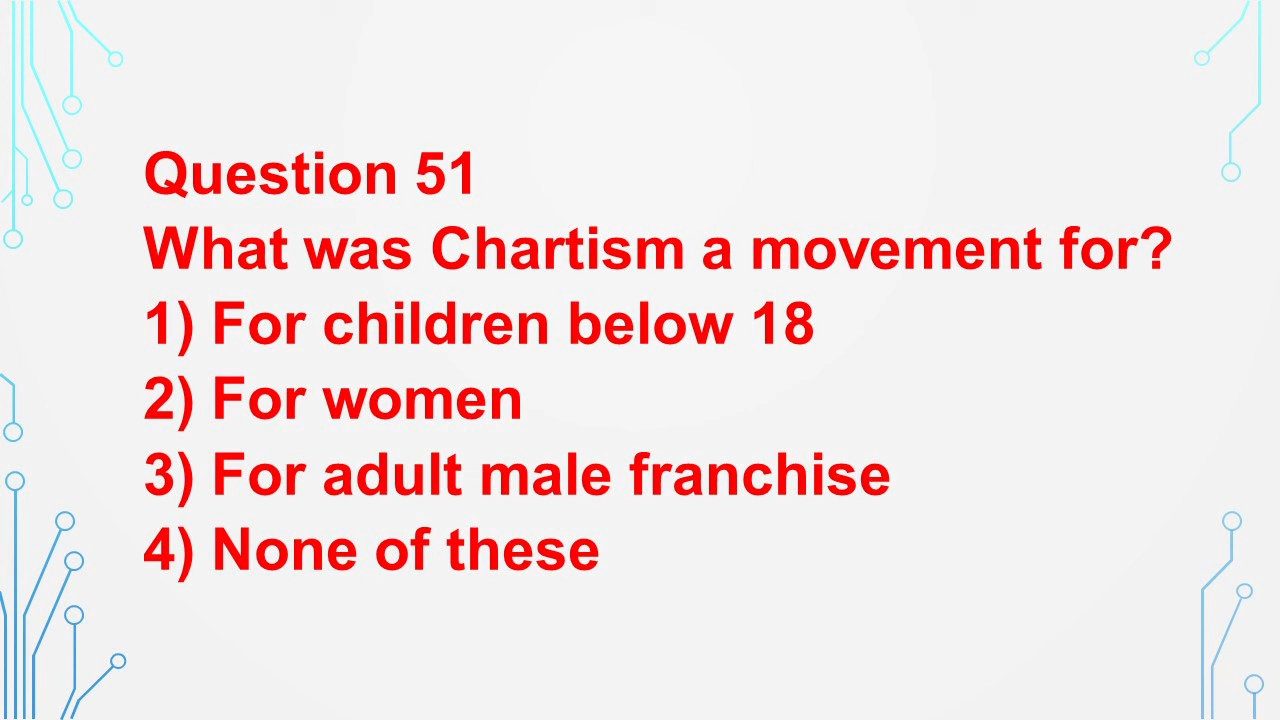 Question 51
What was Chartism a movement for?
1) For children below 18
2) For women
3) For adult male franchise
4) None of these